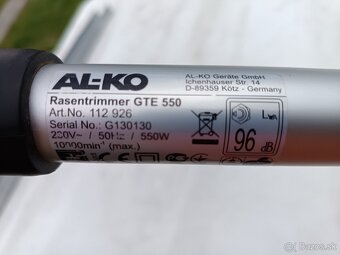 AL-KO
AL-KO Geräte GmbH
Ichenhauser Str. 14
D-89359 Kötz - Germany
Rasentrimmer GTE 550
Art.No. 112 926
Serial No.: G130130
230V~ / 50Hz / 550W
10000min⁻¹ (max.)
LWA
96
dB
bazos.sk